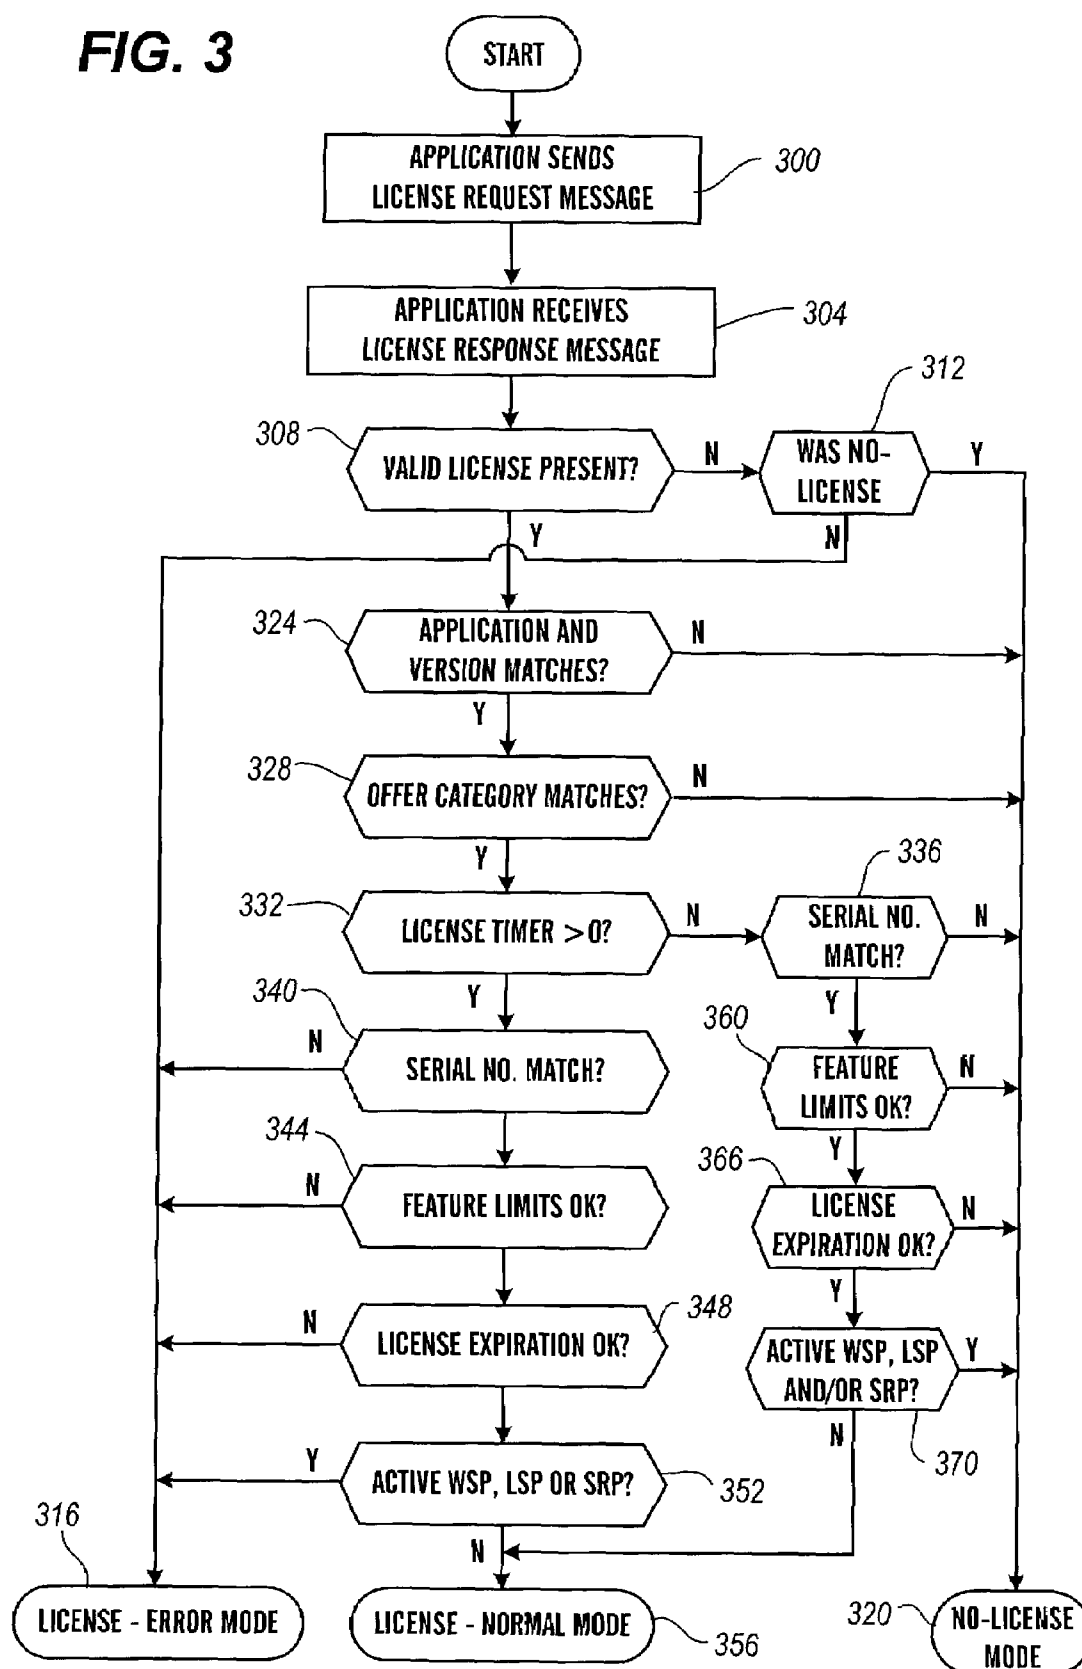 FIG. 3
START
APPLICATION SENDS
LICENSE REQUEST MESSAGE
300
APPLICATION RECEIVES
LICENSE RESPONSE MESSAGE
304
312
308
VALID LICENSE PRESENT?
N
WAS NO-
LICENSE
Y
Y
N
324
APPLICATION AND
VERSION MATCHES?
N
Y
328
OFFER CATEGORY MATCHES?
N
Y
336
332
LICENSE TIMER >0?
N
SERIAL NO.
MATCH?
N
Y
Y
340
N
SERIAL NO. MATCH?
360
FEATURE
LIMITS OK?
N
Y
344
N
FEATURE LIMITS OK?
366
LICENSE
EXPIRATION OK?
N
Y
N
LICENSE EXPIRATION OK?
348
ACTIVE WSP, LSP
AND/OR SRP?
Y
N
370
Y
ACTIVE WSP, LSP OR SRP?
352
N
316
LICENSE - ERROR MODE
LICENSE - NORMAL MODE
356
320
NO-LICENSE
MODE